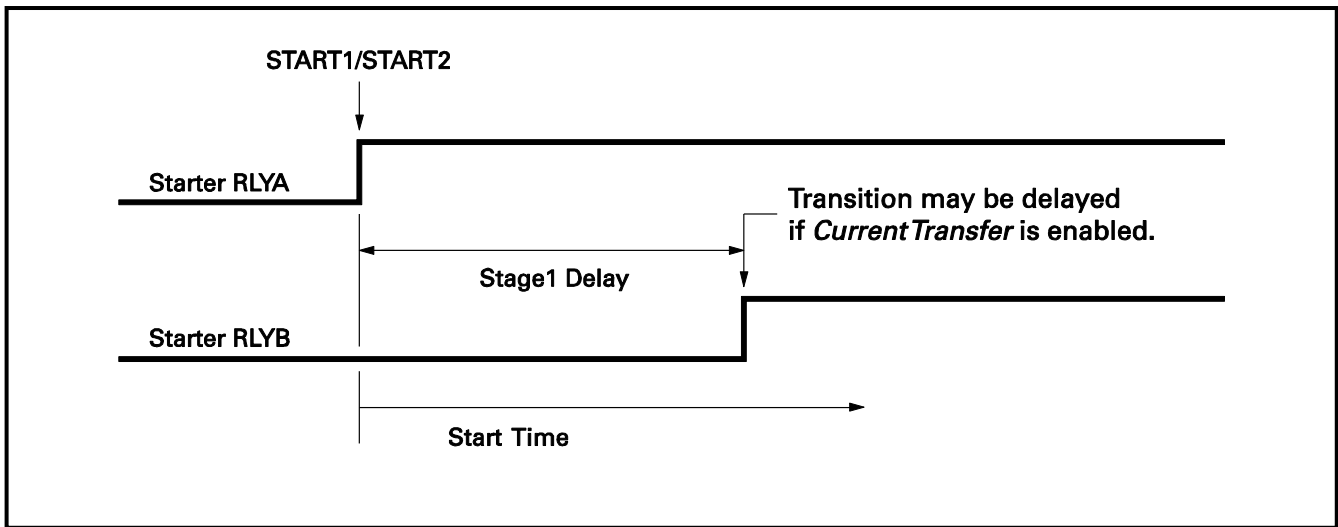 START1/START2
Starter RLYA
Transition may be delayed
if CurrentTransfer is enabled.
Stage1 Delay
Starter RLYB
Start Time